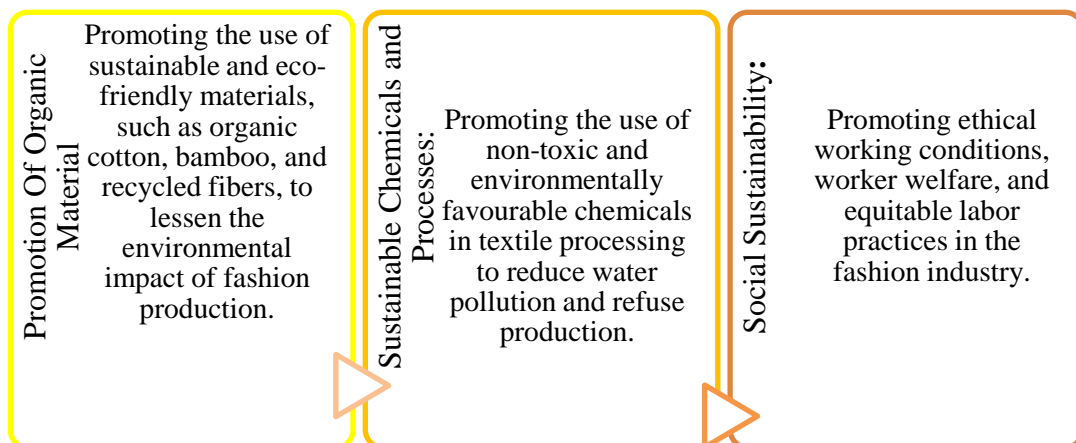 Promotion Of Organic
Material
Promoting the use of
sustainable and eco-
friendly materials,
such as organic
cotton, bamboo, and
recycled fibers, to
lessen the
environmental
impact of fashion
production.
Sustainable Chemicals and
Processes:
Promoting the use of
non-toxic and
environmentally
favourable chemicals
in textile processing
to reduce water
pollution and refuse
production.
Social Sustainability:
Promoting ethical
working conditions,
worker welfare, and
equitable labor
practices in the
fashion industry.